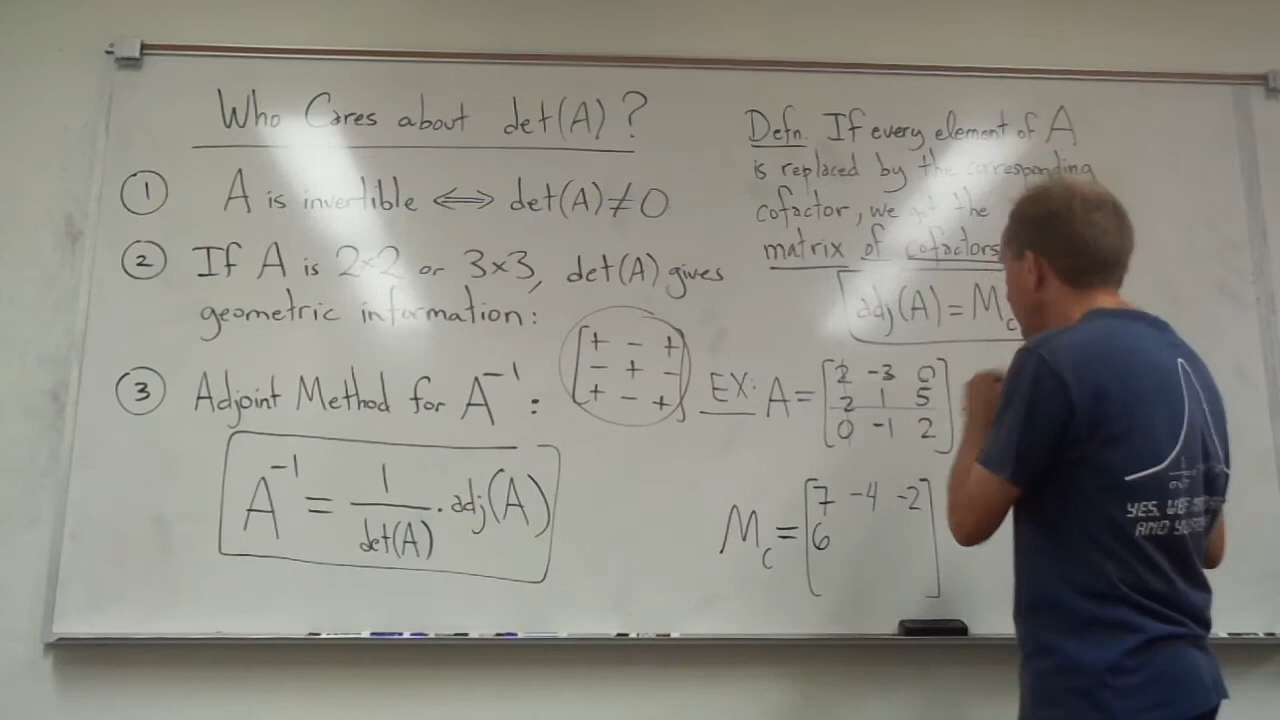 Who Cares about det(A)?
① A is invertible ⟺ det(A)≠0
② If A is 2×2 or 3×3, det(A) gives
geometric information:
③ Adjoint Method for A⁻¹:
A⁻¹ = 1/det(A) · adj(A)
+ − +
− + −
+ − +
Defn. If every element of A
is replaced by the corresponding
cofactor, we get the
matrix of cofactors
adj(A) = M_c
EX: A = [2 -3 0
2 1 5
0 -1 2]
M_c = [7 -4 -2
6 ]
YES, WE
AND